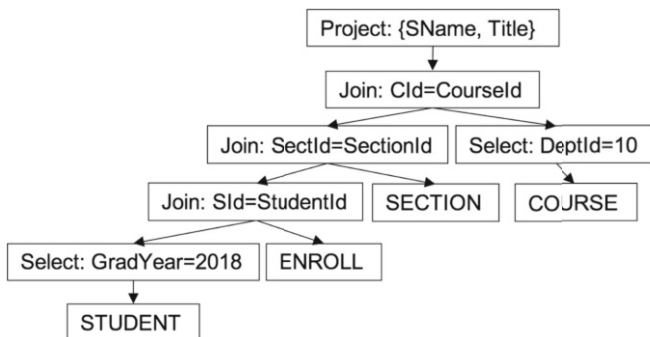 Project: {SName, Title}
Join: CId=CourseId
Join: SectId=SectionId
Select: DeptId=10
Join: SId=StudentId
SECTION
COURSE
Select: GradYear=2018
ENROLL
STUDENT